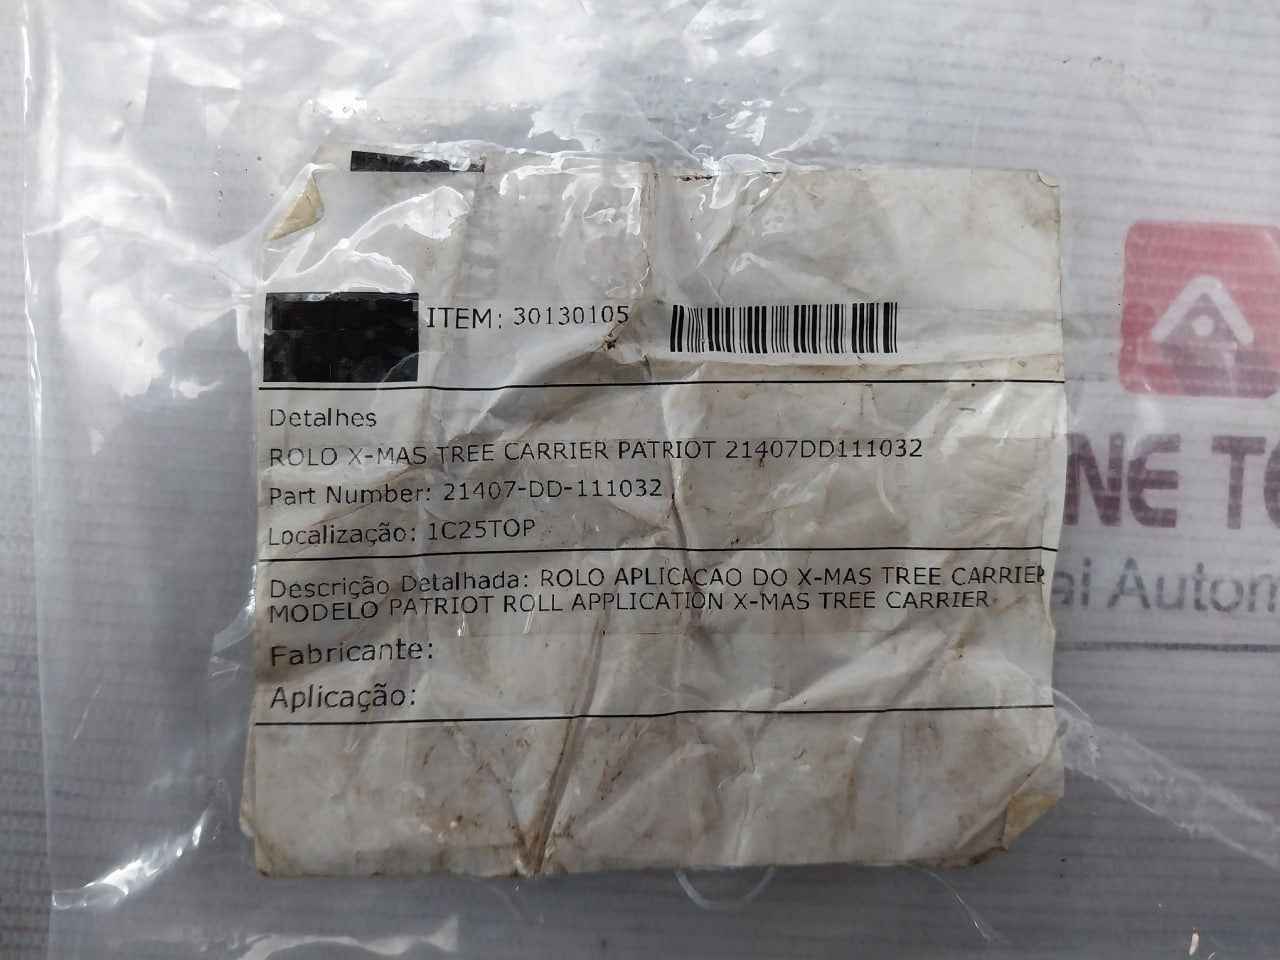 ITEM: 30130105
Detalhes
ROLO X-MAS TREE CARRIER PATRIOT 21407DD111032
Part Number: 21407-DD-111032
Localização: 1C25TOP
Descrição Detalhada: ROLO APLICACAO DO X-MAS TREE CARRIER
MODELO PATRIOT ROLL APPLICATION X-MAS TREE CARRIER
Fabricante:
Aplicação:
NE TO
ai Autom